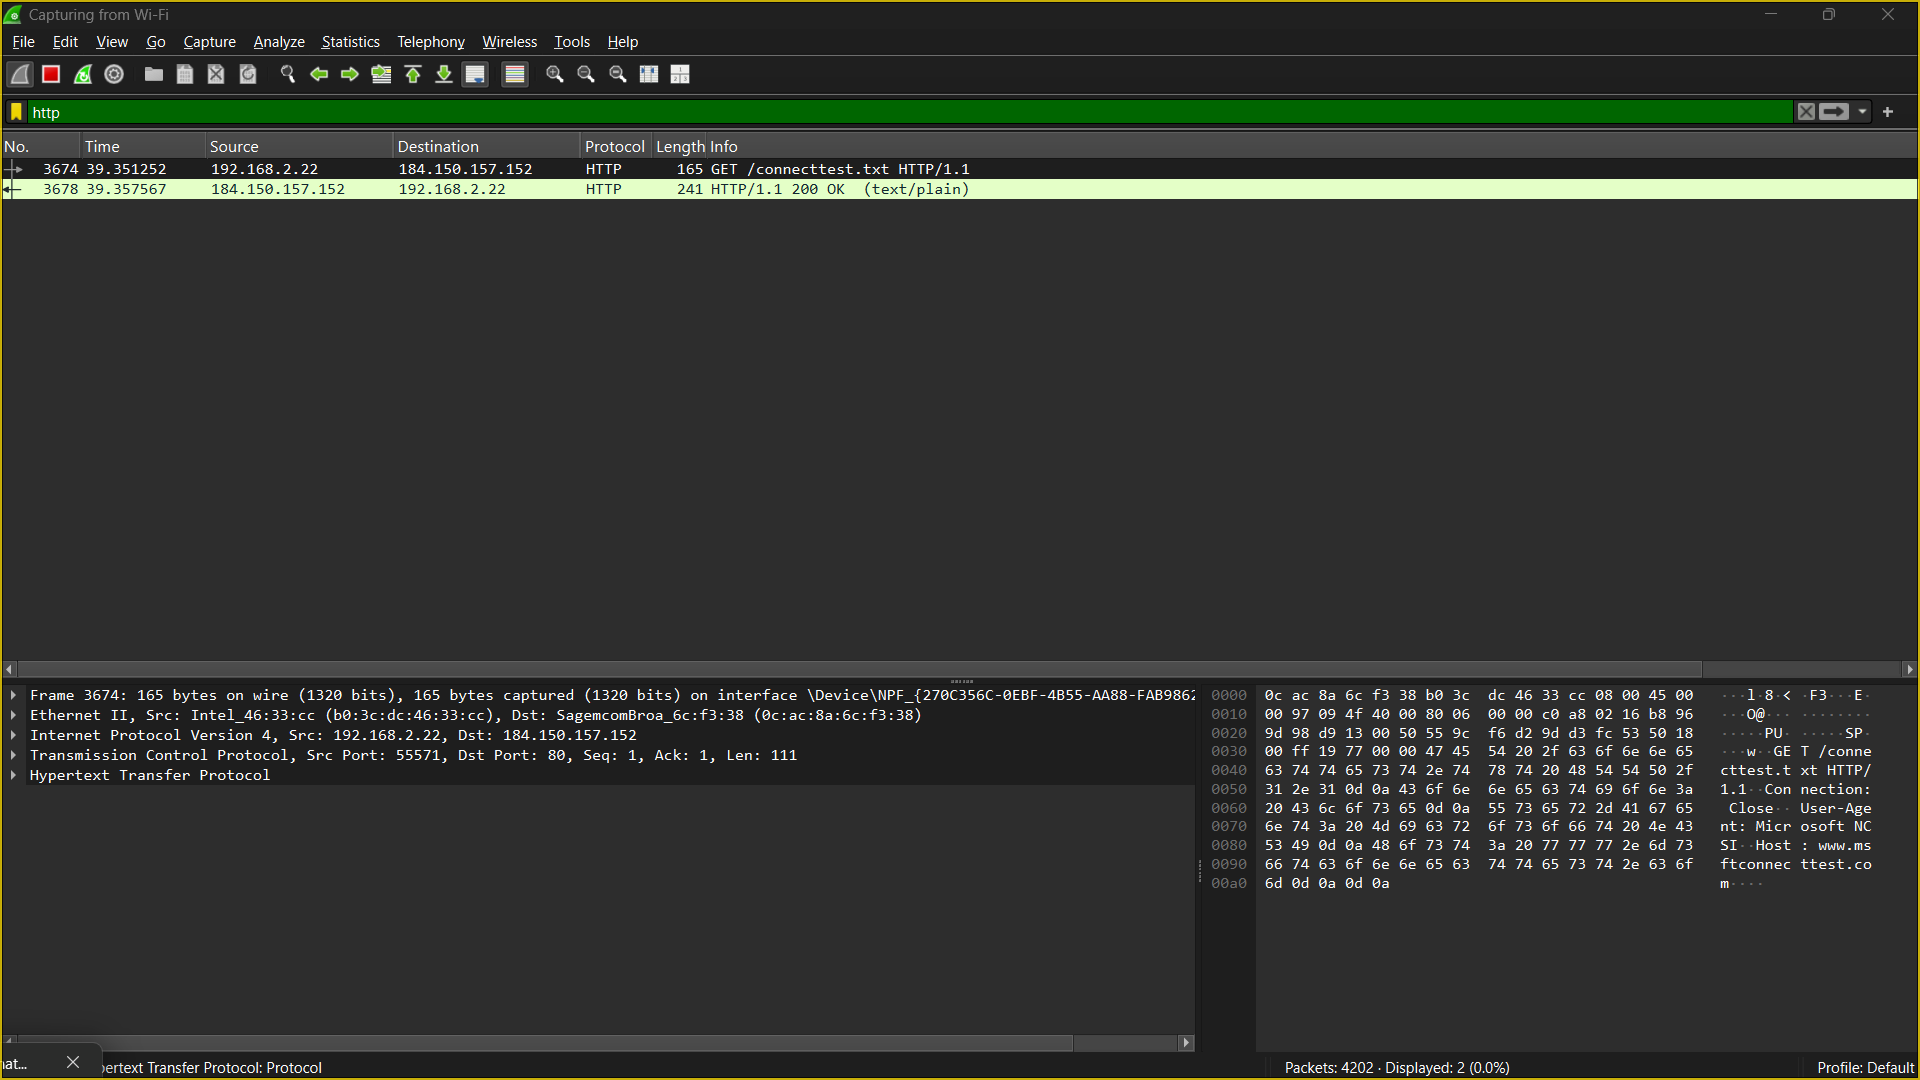 Capturing from Wi-Fi
File Edit View Go Capture Analyze Statistics Telephony Wireless Tools Help
http
No. Time Source Destination Protocol Length Info
3674 39.351252 192.168.2.22 184.150.157.152 HTTP 165 GET /connecttest.txt HTTP/1.1
3678 39.357567 184.150.157.152 192.168.2.22 HTTP 241 HTTP/1.1 200 OK (text/plain)
Frame 3674: 165 bytes on wire (1320 bits), 165 bytes captured (1320 bits) on interface \Device\NPF_{270C356C-0EBF-4B55-AA88-FAB9862
Ethernet II, Src: Intel_46:33:cc (b0:3c:dc:46:33:cc), Dst: SagemcomBroa_6c:f3:38 (0c:ac:8a:6c:f3:38)
Internet Protocol Version 4, Src: 192.168.2.22, Dst: 184.150.157.152
Transmission Control Protocol, Src Port: 55571, Dst Port: 80, Seq: 1, Ack: 1, Len: 111
Hypertext Transfer Protocol
0000 0c ac 8a 6c f3 38 b0 3c dc 46 33 cc 08 00 45 00 ···l·8·< ·F3···E·
0010 00 97 09 4f 40 00 80 06 00 00 c0 a8 02 16 b8 96 ···O@··· ········
0020 9d 98 d9 13 00 50 55 9c f6 d2 9d d3 fc 53 50 18 ·····PU· ·····SP·
0030 00 ff 19 77 00 00 47 45 54 20 2f 63 6f 6e 6e 65 ···w··GE T /conne
0040 63 74 74 65 73 74 2e 74 78 74 20 48 54 54 50 2f cttest.t xt HTTP/
0050 31 2e 31 0d 0a 43 6f 6e 6e 65 63 74 69 6f 6e 3a 1.1··Con nection:
0060 20 43 6c 6f 73 65 0d 0a 55 73 65 72 2d 41 67 65 Close·· User-Age
0070 6e 74 3a 20 4d 69 63 72 6f 73 6f 66 74 20 4e 43 nt: Micr osoft NC
0080 53 49 0d 0a 48 6f 73 74 3a 20 77 77 77 2e 6d 73 SI··Host : www.ms
0090 66 74 63 6f 6e 6e 65 63 74 74 65 73 74 2e 63 6f ftconnec ttest.co
00a0 6d 0d 0a 0d 0a m····
nat...
pertext Transfer Protocol: Protocol
Packets: 4202 · Displayed: 2 (0.0%)
Profile: Default